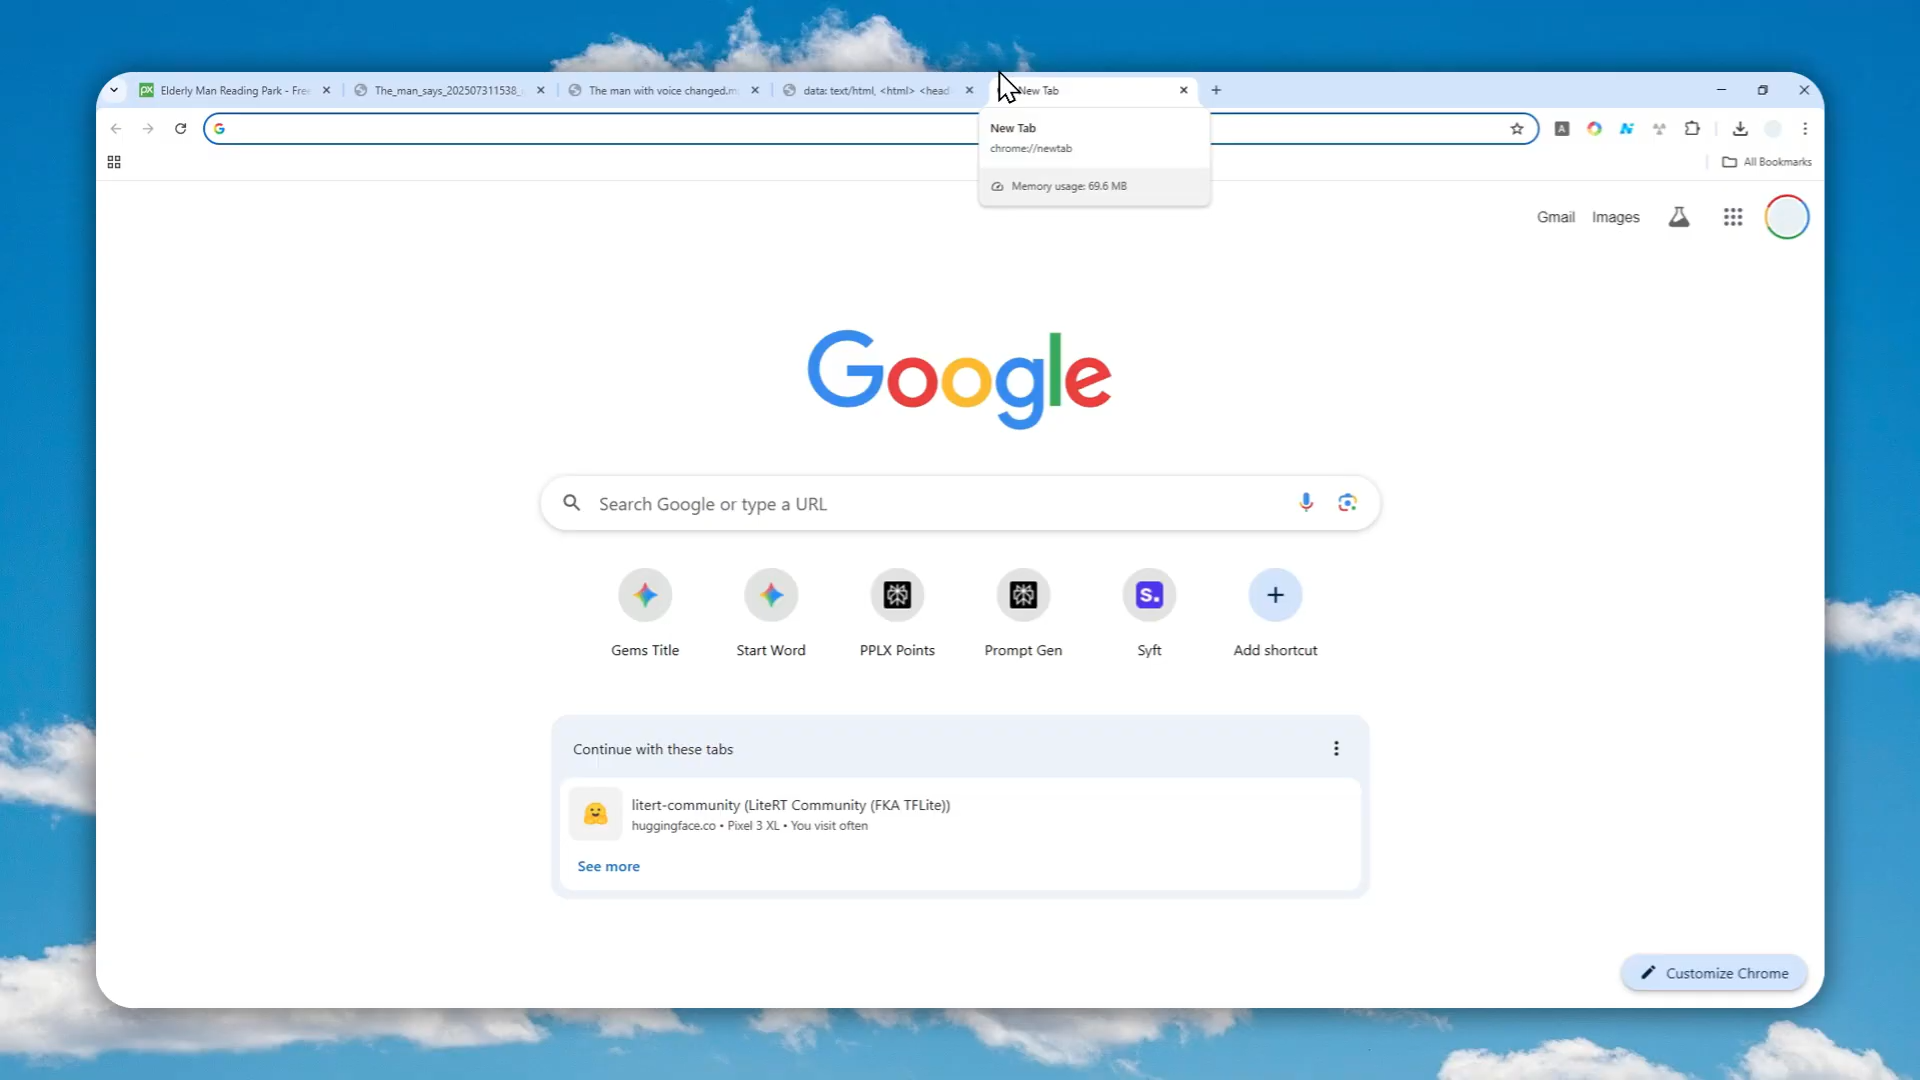 Elderly Man Reading Park - Free
The_man_says_202507311538_
The man with voice changed.m
data: text/html, <html> <head
New Tab
New Tab
chrome://newtab
Memory usage: 69.6 MB
All Bookmarks
Gmail
Images
Google
Search Google or type a URL
Gems Title
Start Word
PPLX Points
Prompt Gen
Syft
Add shortcut
Continue with these tabs
litert-community (LiteRT Community (FKA TFLite))
huggingface.co • Pixel 3 XL • You visit often
See more
Customize Chrome